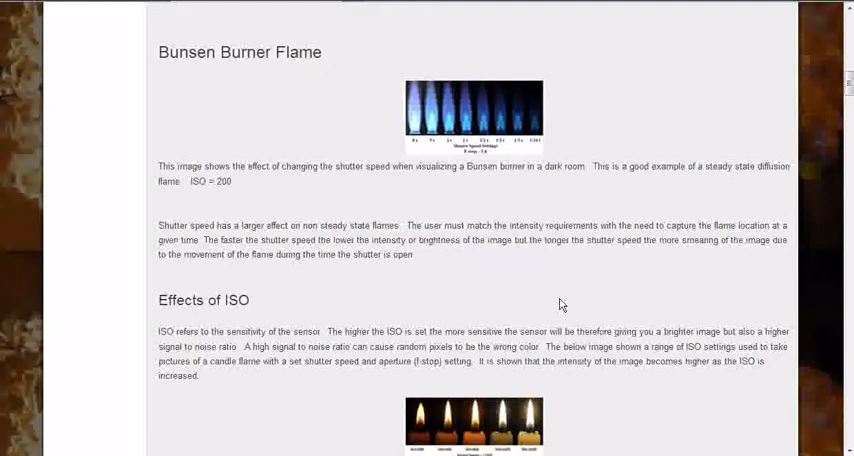 Bunsen Burner Flame
Shutter Speed Settings
This image shows the effect of changing the shutter speed when visualizing a Bunsen burner in a dark room. This is a good example of a steady state diffusion
flame. ISO = 200
Shutter speed has a larger effect on non steady state flames. The user must match the intensity requirements with the need to capture the flame location at a
given time. The faster the shutter speed the lower the intensity or brightness of the image but the longer the shutter speed the more smearing of the image due
to the movement of the flame during the time the shutter is open.
Effects of ISO
ISO refers to the sensitivity of the sensor. The higher the ISO is set the more sensitive the sensor will be therefore giving you a brighter image but also a higher
signal to noise ratio. A high signal to noise ratio can cause random pixels to be the wrong color. The below image shown a range of ISO settings used to take
pictures of a candle flame with a set shutter speed and aperture (f-stop) setting. It is shown that the intensity of the image becomes higher as the ISO is
increased.